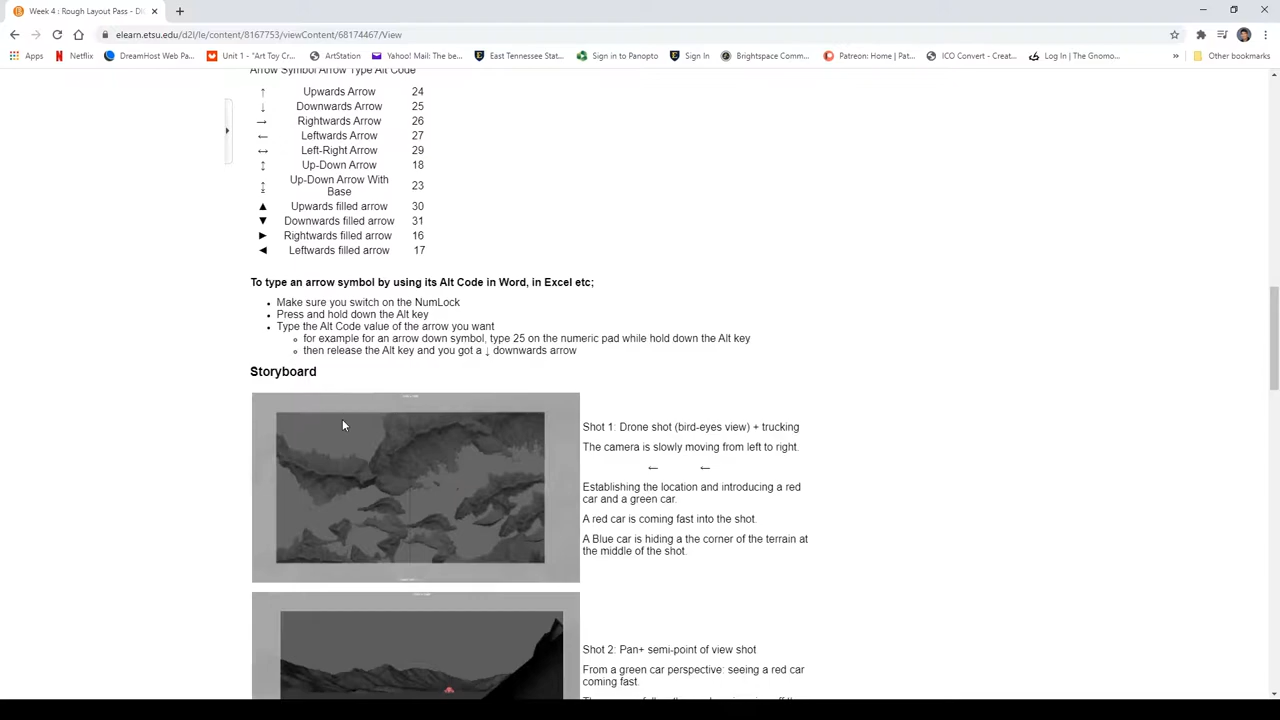 Week 4 : Rough Layout Pass - DI
elearn.etsu.edu/d2l/le/content/8167753/viewContent/68174467/View
Apps
Netflix
DreamHost Web Pa...
Unit 1 - "Art Toy Cr...
ArtStation
Yahoo! Mail: The be...
East Tennessee Stat...
Sign in to Panopto
Sign In
Brightspace Comm...
Patreon: Home | Pat...
ICO Convert - Creat...
Log In | The Gnomo...
Other bookmarks
Arrow Symbol Arrow Type Alt Code
↑ Upwards Arrow 24
↓ Downwards Arrow 25
→ Rightwards Arrow 26
← Leftwards Arrow 27
↔ Left-Right Arrow 29
↕ Up-Down Arrow 18
↨ Up-Down Arrow With Base 23
▲ Upwards filled arrow 30
▼ Downwards filled arrow 31
► Rightwards filled arrow 16
◄ Leftwards filled arrow 17
To type an arrow symbol by using its Alt Code in Word, in Excel etc;
Make sure you switch on the NumLock
Press and hold down the Alt key
Type the Alt Code value of the arrow you want
for example for an arrow down symbol, type 25 on the numeric pad while hold down the Alt key
then release the Alt key and you got a ↓ downwards arrow
Storyboard
Shot 1: Drone shot (bird-eyes view) + trucking
The camera is slowly moving from left to right.
← ←
Establishing the location and introducing a red
car and a green car.
A red car is coming fast into the shot.
A Blue car is hiding a the corner of the terrain at
the middle of the shot.
Shot 2: Pan+ semi-point of view shot
From a green car perspective: seeing a red car
coming fast.